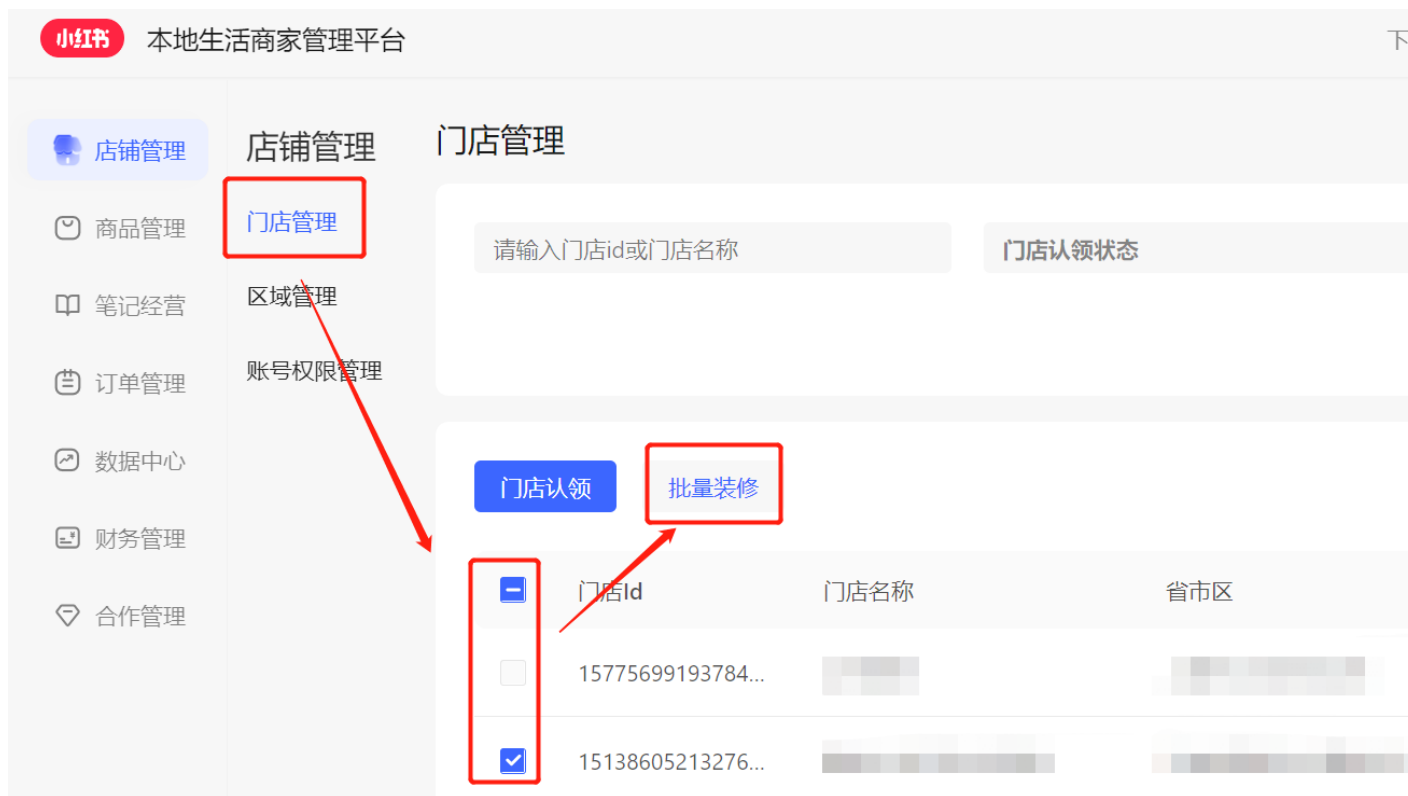 小红书 本地生活商家管理平台 下
店铺管理
商品管理
笔记经营
订单管理
数据中心
财务管理
合作管理
店铺管理
门店管理
区域管理
账号权限管理
门店管理
请输入门店id或门店名称 门店认领状态
门店认领 批量装修
门店Id 门店名称 省市区
15775699193784...
15138605213276...